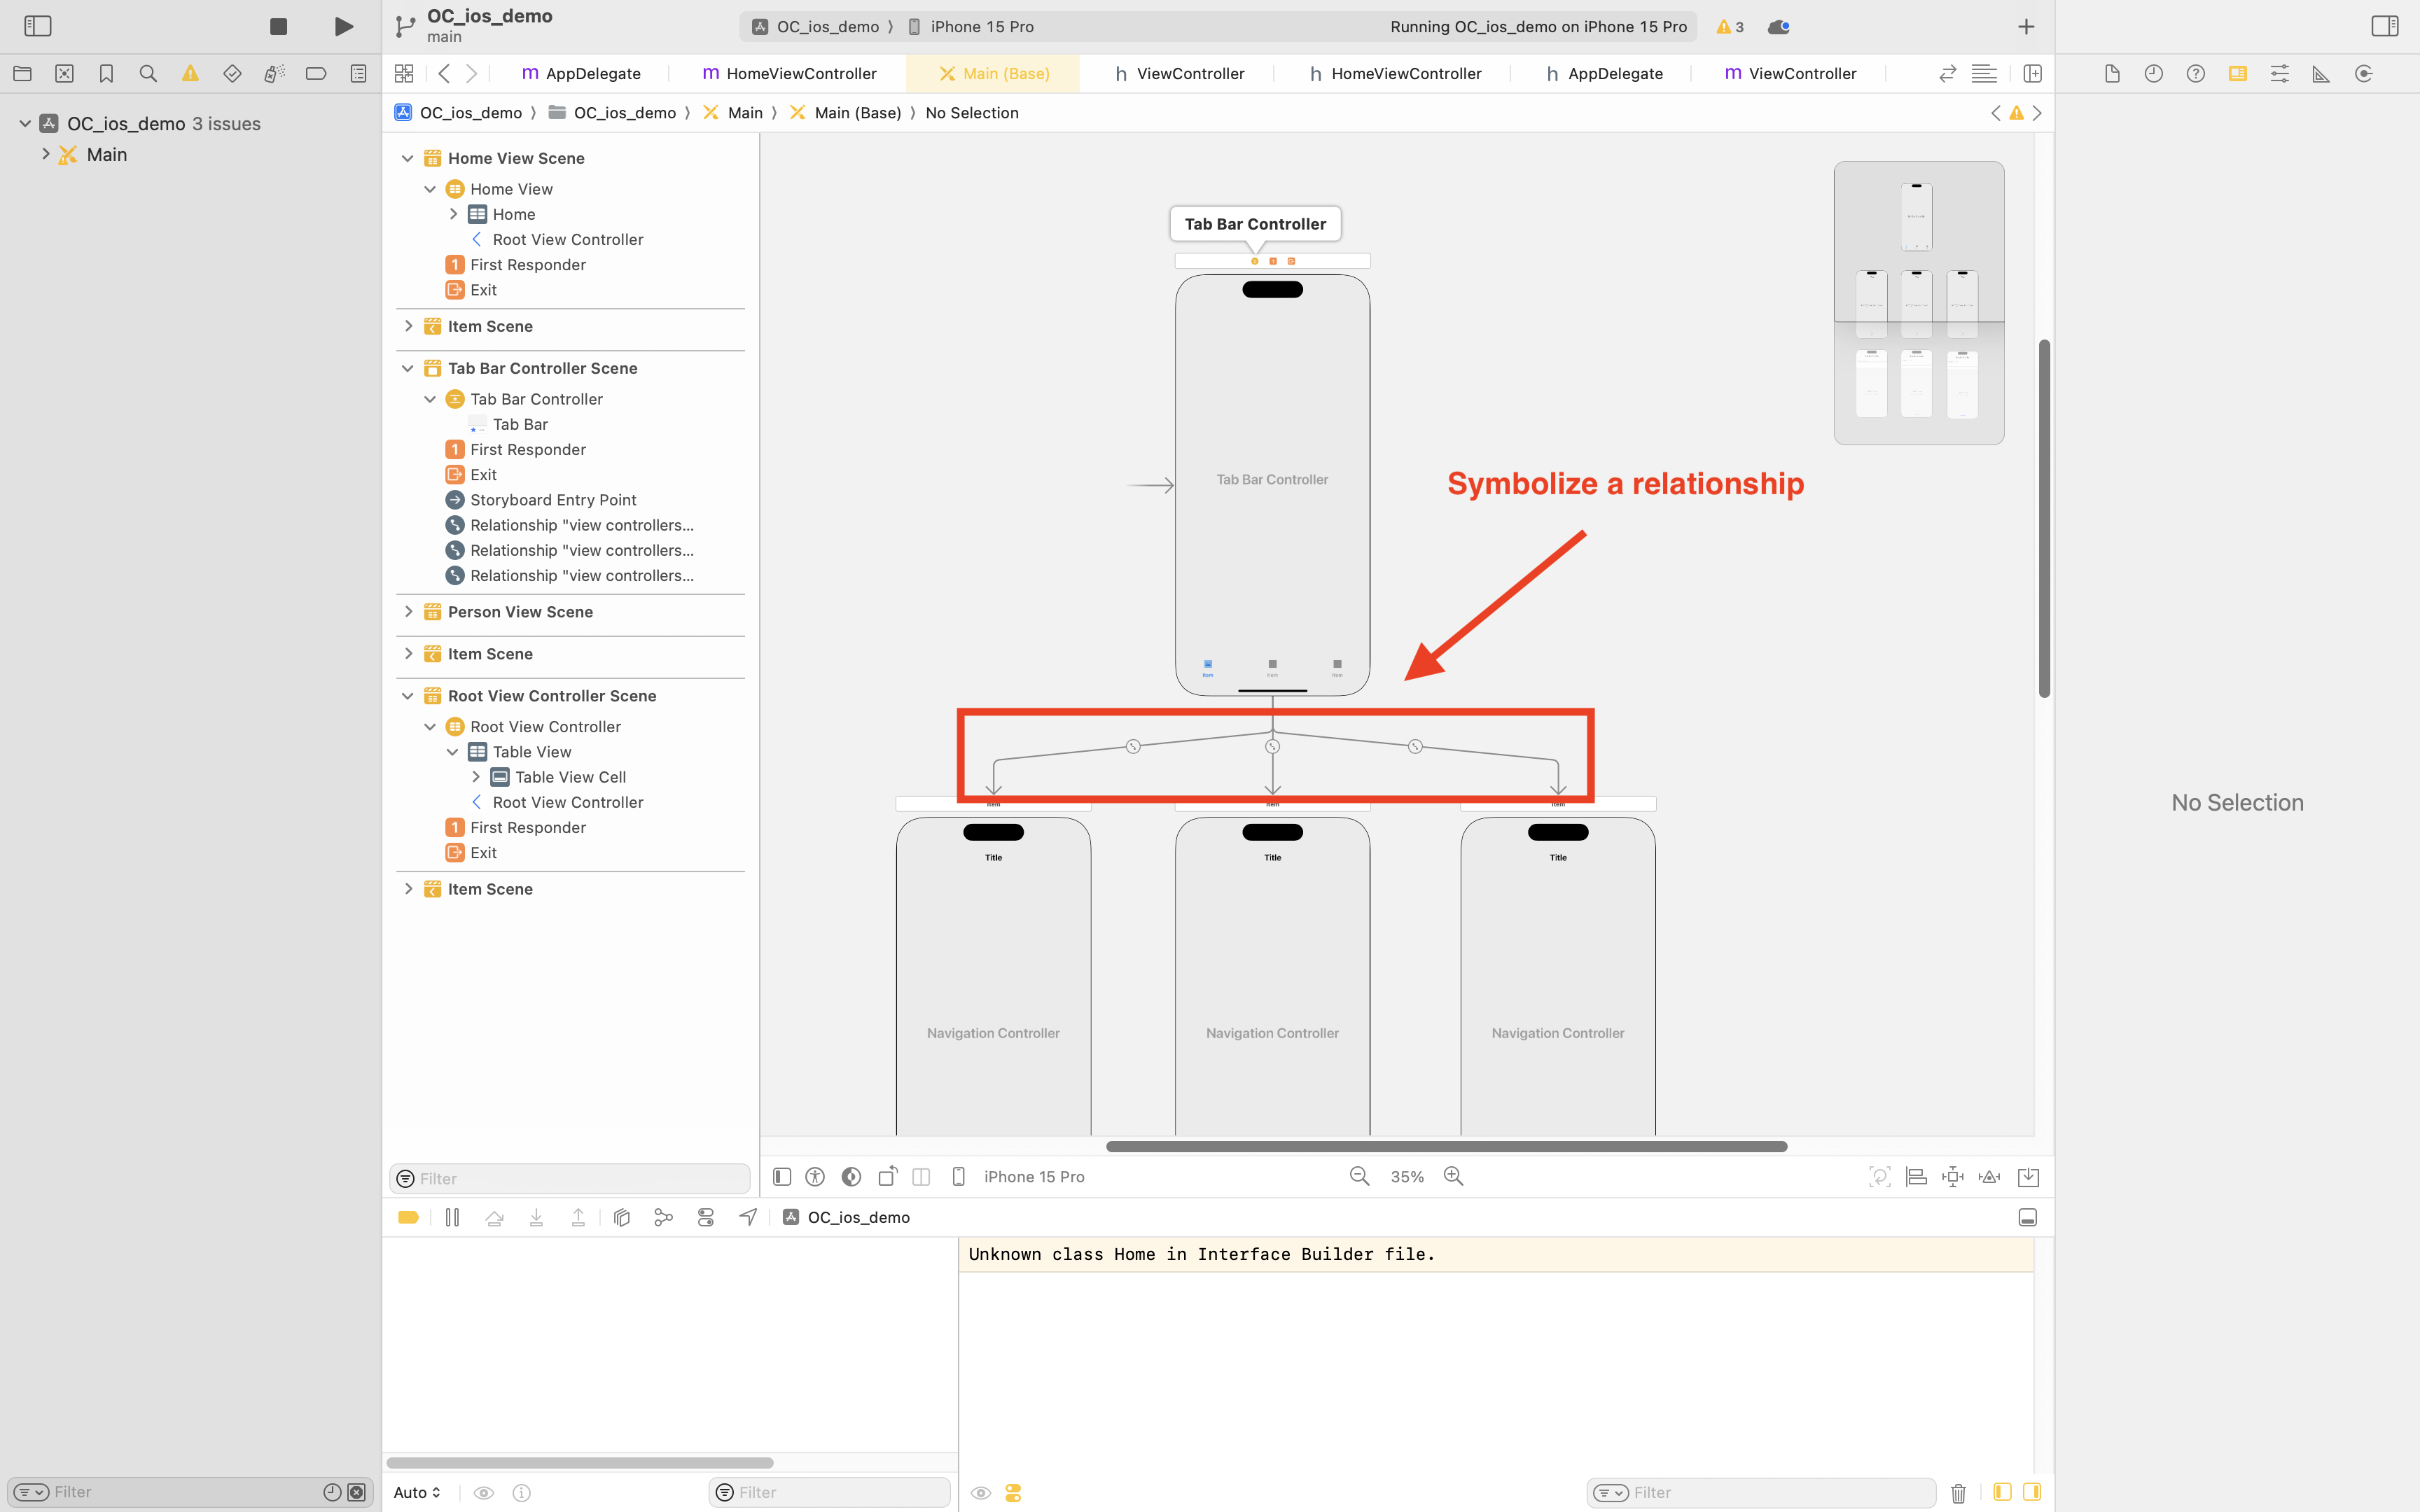 OC_ios_demo
main
OC_ios_demo 〉 iPhone 15 Pro
Running OC_ios_demo on iPhone 15 Pro
3
AppDelegate
HomeViewController
Main (Base)
ViewController
HomeViewController
AppDelegate
ViewController
OC_ios_demo 〉 OC_ios_demo 〉 Main 〉 Main (Base) 〉 No Selection
OC_ios_demo 3 issues
Main
Home View Scene
Home View
Home
Root View Controller
First Responder
Exit
Item Scene
Tab Bar Controller Scene
Tab Bar Controller
Tab Bar
First Responder
Exit
Storyboard Entry Point
Relationship "view controllers...
Relationship "view controllers...
Relationship "view controllers...
Person View Scene
Item Scene
Root View Controller Scene
Root View Controller
Table View
Table View Cell
Root View Controller
First Responder
Exit
Item Scene
Filter
Tab Bar Controller
Tab Bar Controller
Item
Item
Item
Symbolize a relationship
Item
Item
Item
Title
Title
Title
Navigation Controller
Navigation Controller
Navigation Controller
No Selection
iPhone 15 Pro
35%
OC_ios_demo
Unknown class Home in Interface Builder file.
Filter
Auto
Filter
Filter